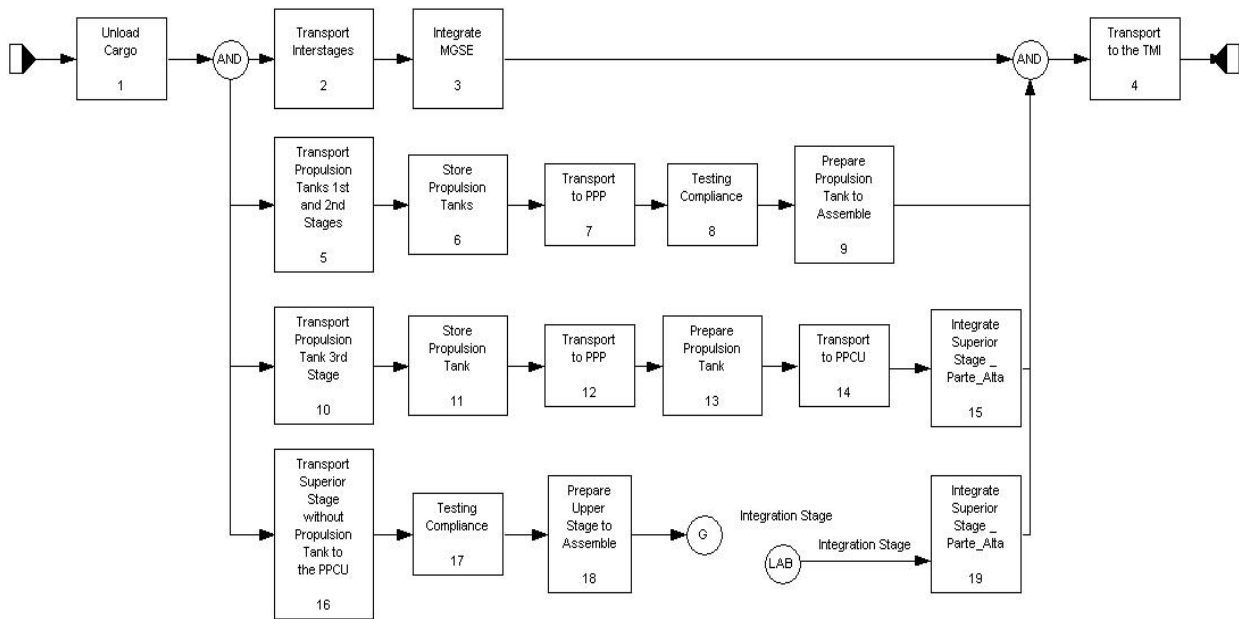 Unload
Cargo
1
AND
Transport
Interstages
2
Integrate
MGSE
3
AND
Transport
to the TMI
4
Transport
Propulsion
Tanks 1st
and 2nd
Stages
5
Store
Propulsion
Tanks
6
Transport
to PPP
7
Testing
Compliance
8
Prepare
Propulsion
Tank to
Assemble
9
Transport
Propulsion
Tank 3rd
Stage
10
Store
Propulsion
Tank
11
Transport
to PPP
12
Prepare
Propulsion
Tank
13
Transport
to PPCU
14
Integrate
Superior
Stage _
Parte_Alta
15
Transport
Superior
Stage
without
Propulsion
Tank to
the PPCU
16
Testing
Compliance
17
Prepare
Upper
Stage to
Assemble
18
G
Integration Stage
LAB
Integration Stage
Integrate
Superior
Stage _
Parte_Alta
19